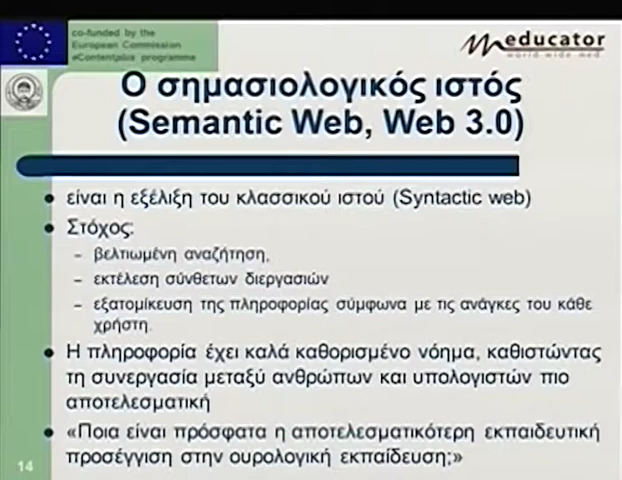 co-funded by the
European Commission
eContentplus programme
educator
world wide med
Ο σημασιολογικός ιστός
(Semantic Web, Web 3.0)
• είναι η εξέλιξη του κλασσικού ιστού (Syntactic web)
• Στόχος:
– βελτιωμένη αναζήτηση,
– εκτέλεση σύνθετων διεργασιών
– εξατομίκευση της πληροφορίας σύμφωνα με τις ανάγκες του κάθε
χρήστη.
• Η πληροφορία έχει καλά καθορισμένο νόημα, καθιστώντας
τη συνεργασία μεταξύ ανθρώπων και υπολογιστών πιο
αποτελεσματική
• «Ποια είναι πρόσφατα η αποτελεσματικότερη εκπαιδευτική
προσέγγιση στην ουρολογική εκπαίδευση;»
14